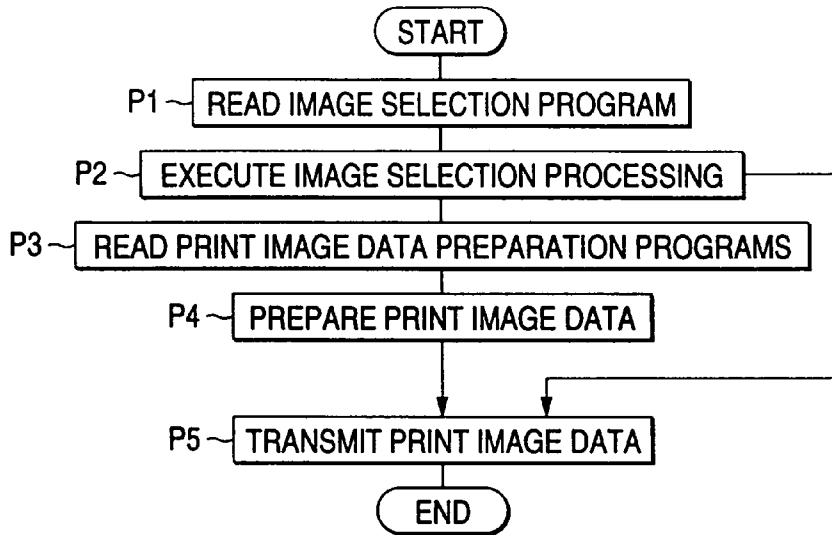 START
P1 READ IMAGE SELECTION PROGRAM
P2 EXECUTE IMAGE SELECTION PROCESSING
P3 READ PRINT IMAGE DATA PREPARATION PROGRAMS
P4 PREPARE PRINT IMAGE DATA
P5 TRANSMIT PRINT IMAGE DATA
END